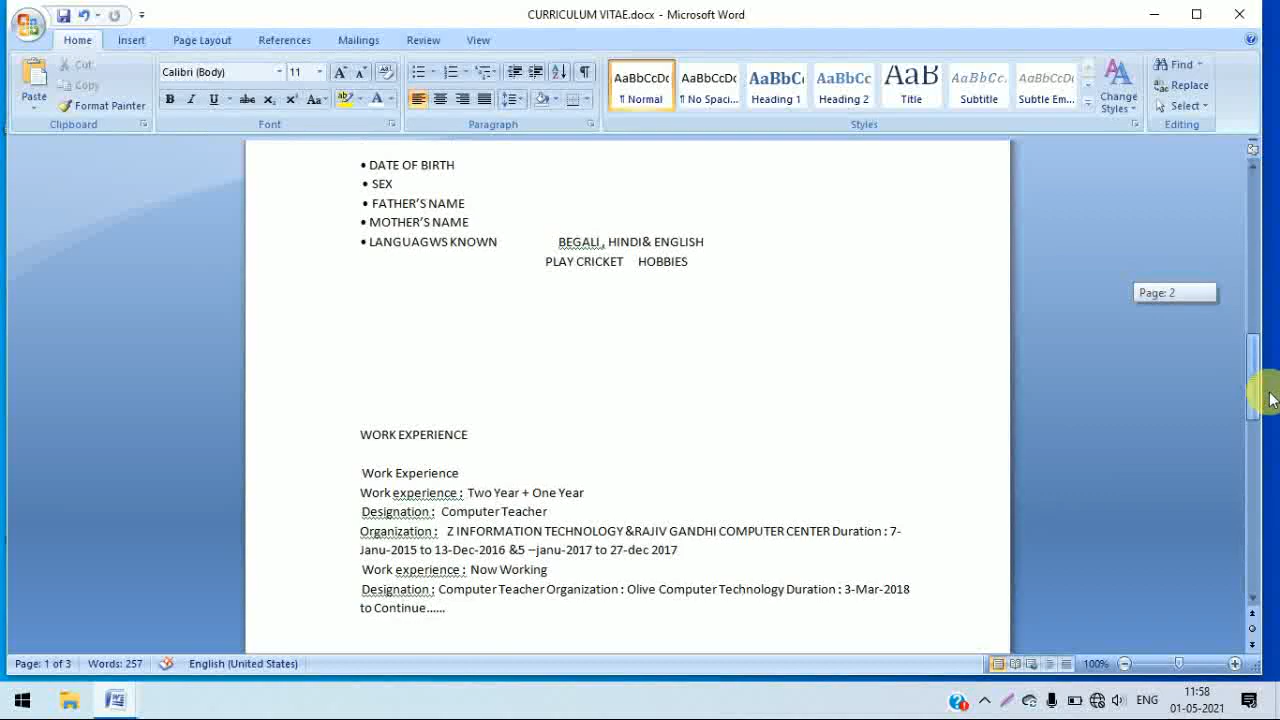 CURRICULUM VITAE.docx - Microsoft Word
Home Insert Page Layout References Mailings Review View
Paste
Cut
Copy
Format Painter
Clipboard
Calibri (Body) 11
B I U abc X₂ X² Aa
Font
Paragraph
AaBbCcDc AaBbCcDc AaBbC AaBbCc AaB AaBbCc. AaBbCcDc
¶ Normal ¶ No Spaci... Heading 1 Heading 2 Title Subtitle Subtle Em...
Change Styles
Styles
Find
Replace
Select
Editing
• DATE OF BIRTH
• SEX
• FATHER'S NAME
• MOTHER'S NAME
• LANGUAGWS KNOWN BEGALI , HINDI& ENGLISH
PLAY CRICKET HOBBIES
Page: 2
WORK EXPERIENCE
Work Experience
Work experience : Two Year + One Year
Designation : Computer Teacher
Organization : Z INFORMATION TECHNOLOGY &RAJIV GANDHI COMPUTER CENTER Duration : 7-
Janu-2015 to 13-Dec-2016 &5 –janu-2017 to 27-dec 2017
Work experience : Now Working
Designation : Computer Teacher Organization : Olive Computer Technology Duration : 3-Mar-2018
to Continue......
Page: 1 of 3 Words: 257 English (United States) 100%
ENG 11:58
01-05-2021